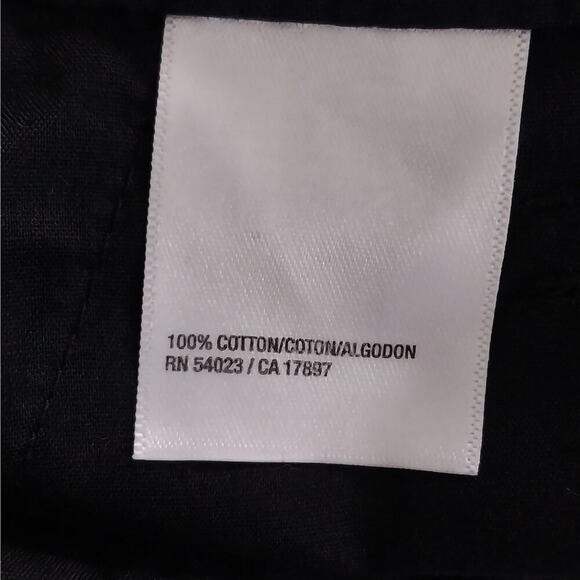 100% COTTON/COTON/ALGODON
RN 54023 / CA 17897